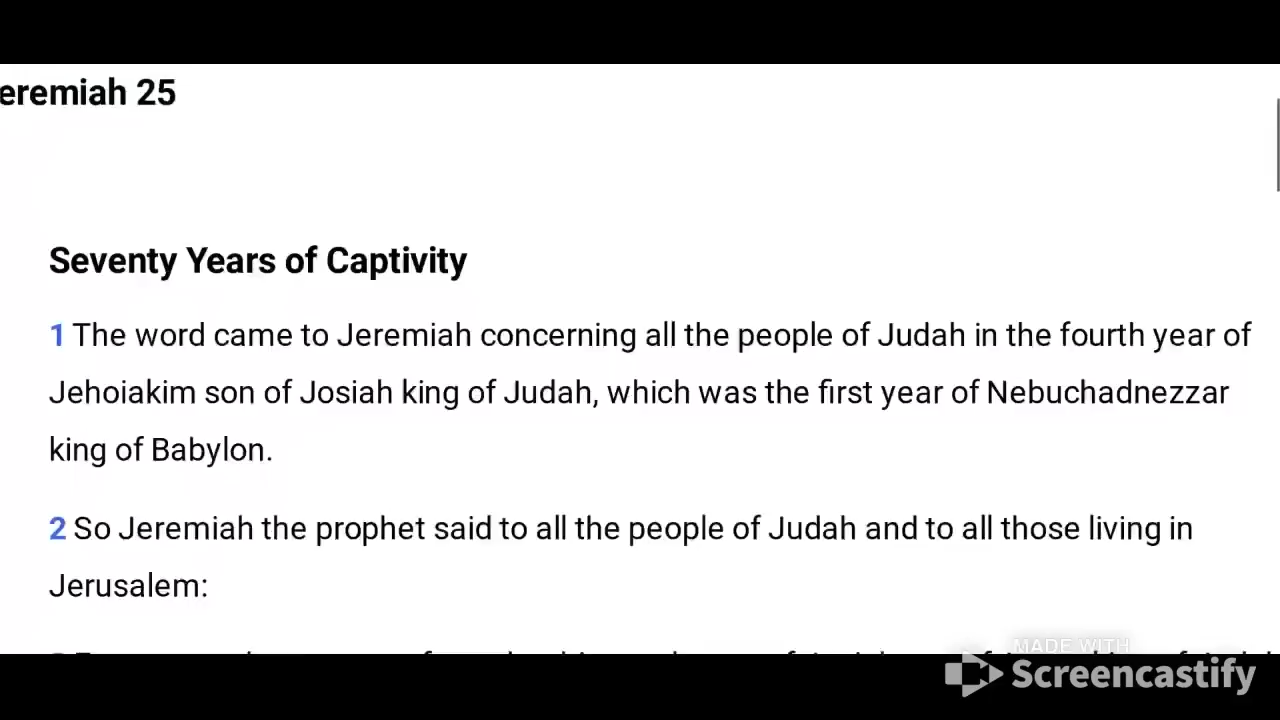 eremiah 25
Seventy Years of Captivity
1 The word came to Jeremiah concerning all the people of Judah in the fourth year of
Jehoiakim son of Josiah king of Judah, which was the first year of Nebuchadnezzar
king of Babylon.
2 So Jeremiah the prophet said to all the people of Judah and to all those living in
Jerusalem:
MADE WITH
Screencastify